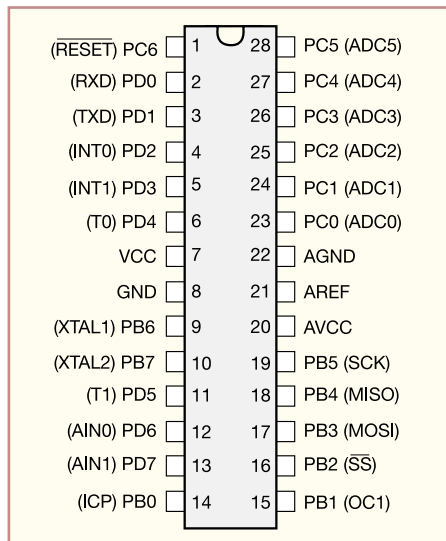 (RESET) PC6 1 28 PC5 (ADC5)
(RXD) PD0 2 27 PC4 (ADC4)
(TXD) PD1 3 26 PC3 (ADC3)
(INT0) PD2 4 25 PC2 (ADC2)
(INT1) PD3 5 24 PC1 (ADC1)
(T0) PD4 6 23 PC0 (ADC0)
VCC 7 22 AGND
GND 8 21 AREF
(XTAL1) PB6 9 20 AVCC
(XTAL2) PB7 10 19 PB5 (SCK)
(T1) PD5 11 18 PB4 (MISO)
(AIN0) PD6 12 17 PB3 (MOSI)
(AIN1) PD7 13 16 PB2 (SS)
(ICP) PB0 14 15 PB1 (OC1)